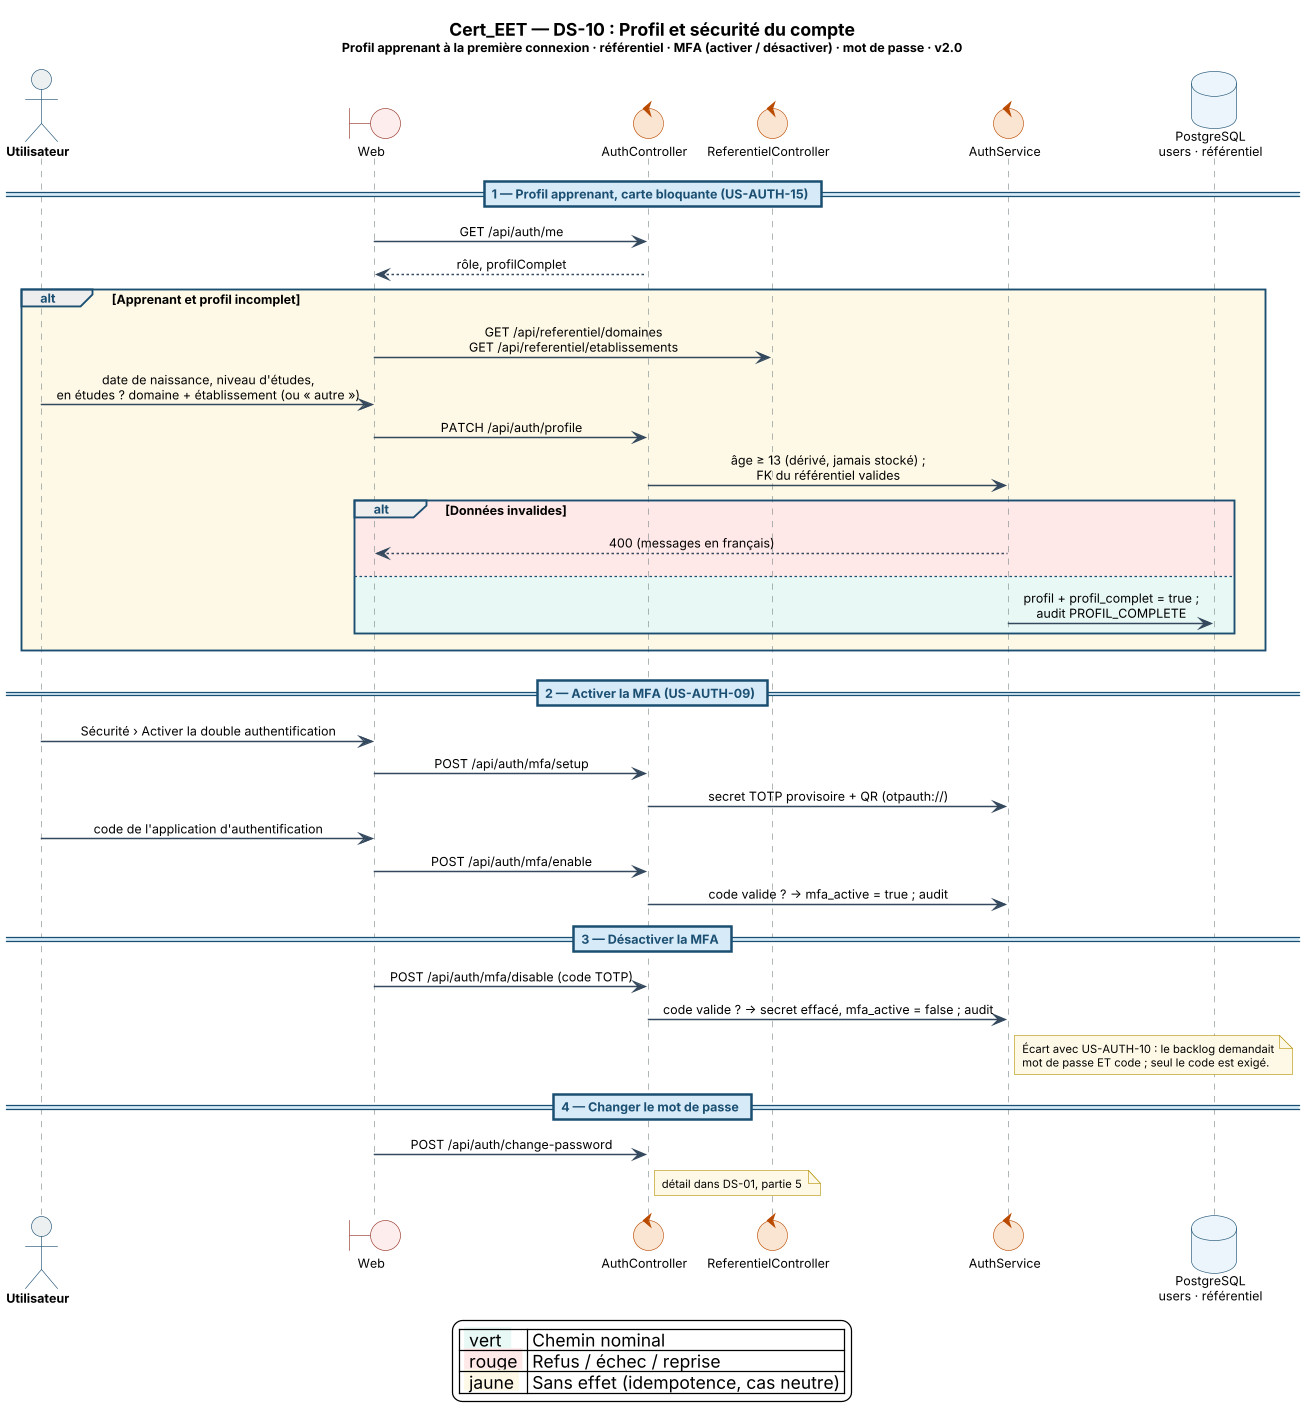 Cert_EET — DS-10 : Profil et sécurité du compte
Profil apprenant à la première connexion · référentiel · MFA (activer / désactiver) · mot de passe · v2.0
Utilisateur
Web
AuthController
ReferentielController
AuthService
PostgreSQL
users · référentiel
1 — Profil apprenant, carte bloquante (US-AUTH-15)
GET /api/auth/me
rôle, profilComplet
alt
[Apprenant et profil incomplet]
GET /api/referentiel/domaines
GET /api/referentiel/etablissements
date de naissance, niveau d'études,
en études ? domaine + établissement (ou « autre »)
PATCH /api/auth/profile
âge ≥ 13 (dérivé, jamais stocké) ;
FK du référentiel valides
alt
[Données invalides]
400 (messages en français)
profil + profil_complet = true ;
audit PROFIL_COMPLETE
2 — Activer la MFA (US-AUTH-09)
Sécurité › Activer la double authentification
POST /api/auth/mfa/setup
secret TOTP provisoire + QR (otpauth://)
code de l'application d'authentification
POST /api/auth/mfa/enable
code valide ? → mfa_active = true ; audit
3 — Désactiver la MFA
POST /api/auth/mfa/disable (code TOTP)
code valide ? → secret effacé, mfa_active = false ; audit
Écart avec US-AUTH-10 : le backlog demandait
mot de passe ET code ; seul le code est exigé.
4 — Changer le mot de passe
POST /api/auth/change-password
détail dans DS-01, partie 5
Utilisateur
Web
AuthController
ReferentielController
AuthService
PostgreSQL
users · référentiel
vert Chemin nominal
rouge Refus / échec / reprise
jaune Sans effet (idempotence, cas neutre)